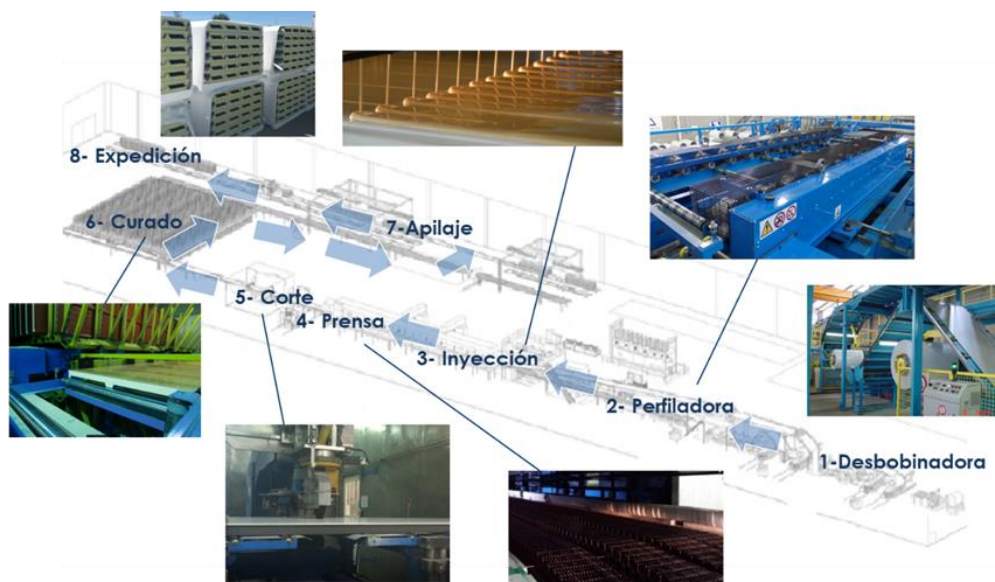 8- Expedición
6- Curado
7-Apilaje
5- Corte
4- Prensa
3- Inyección
2- Perfiladora
1-Desbobinadora